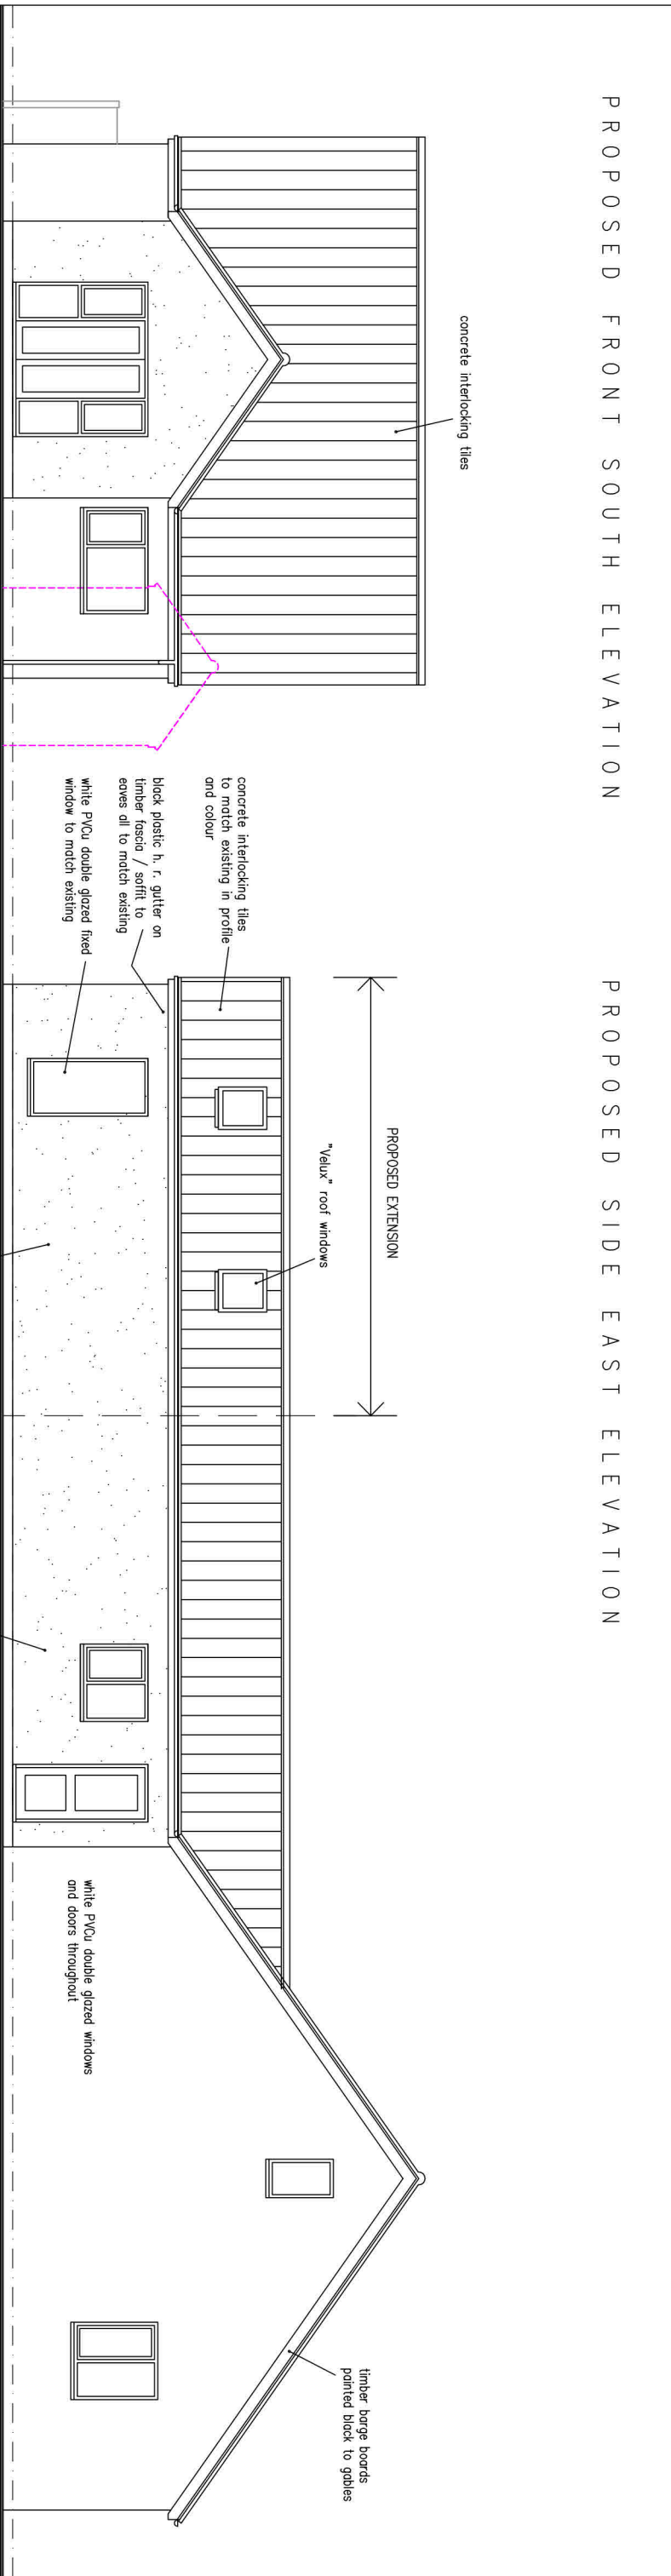 PROPOSED FRONT SOUTH ELEVATION
concrete interlocking tiles
PROPOSED SIDE EAST ELEVATION
PROPOSED EXTENSION
"Velux" roof windows
concrete interlocking tiles
to match existing in profile
and colour
black plastic h. r. gutter on
timber fascia / soffit to
eaves all to match existing
white PVCu double glazed fixed
window to match existing
white PVCu double glazed windows
and doors throughout
timber barge boards
painted black to gables